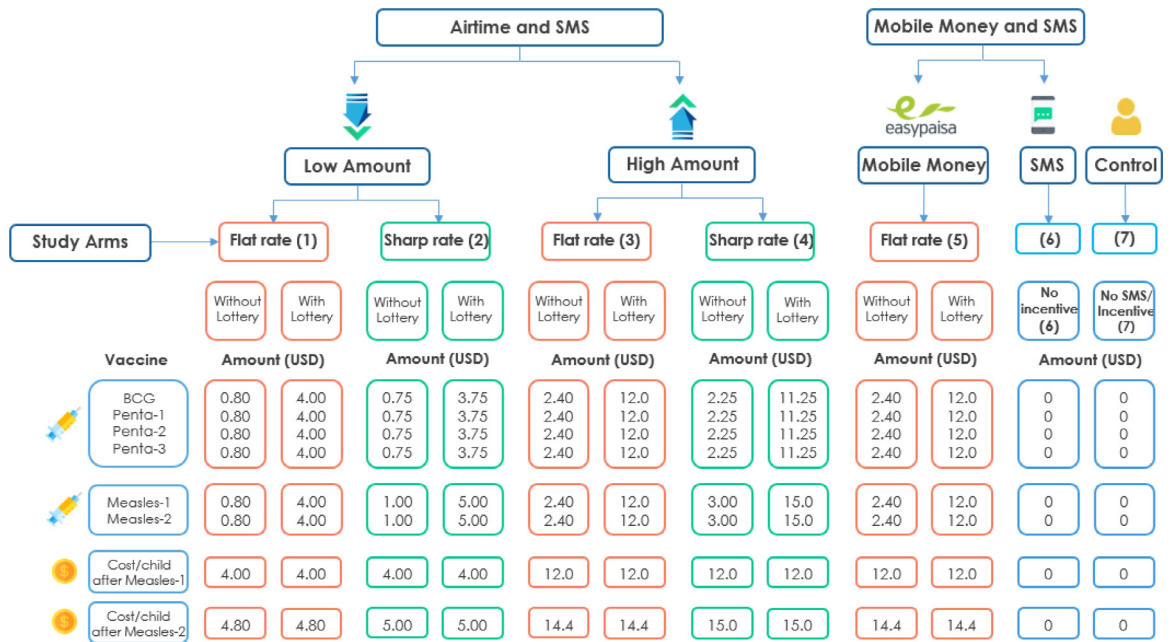 Airtime and SMS
Mobile Money and SMS
easypaisa
Low Amount
High Amount
Mobile Money
SMS
Control
Study Arms
Flat rate (1)
Sharp rate (2)
Flat rate (3)
Sharp rate (4)
Flat rate (5)
(6)
(7)
Without
Lottery
With
Lottery
Without
Lottery
With
Lottery
Without
Lottery
With
Lottery
Without
Lottery
With
Lottery
Without
Lottery
With
Lottery
No
incentive
(6)
No SMS/
Incentive
(7)
Vaccine
Amount (USD)
Amount (USD)
Amount (USD)
Amount (USD)
Amount (USD)
Amount (USD)
BCG 0.80 4.00 0.75 3.75 2.40 12.0 2.25 11.25 2.40 12.0 0 0
Penta-1 0.80 4.00 0.75 3.75 2.40 12.0 2.25 11.25 2.40 12.0 0 0
Penta-2 0.80 4.00 0.75 3.75 2.40 12.0 2.25 11.25 2.40 12.0 0 0
Penta-3 0.80 4.00 0.75 3.75 2.40 12.0 2.25 11.25 2.40 12.0 0 0
Measles-1 0.80 4.00 1.00 5.00 2.40 12.0 3.00 15.0 2.40 12.0 0 0
Measles-2 0.80 4.00 1.00 5.00 2.40 12.0 3.00 15.0 2.40 12.0 0 0
$
Cost/child
after Measles-1
4.00 4.00 4.00 4.00 12.0 12.0 12.0 12.0 12.0 12.0 0 0
$
Cost/child
after Measles-2
4.80 4.80 5.00 5.00 14.4 14.4 15.0 15.0 14.4 14.4 0 0